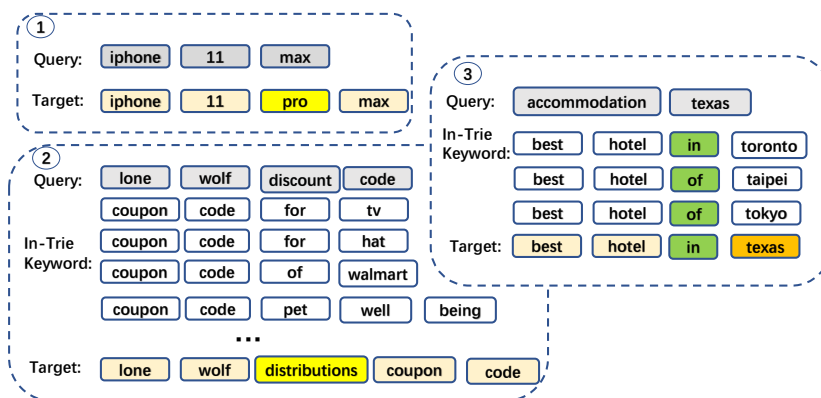 1
Query: iphone 11 max
Target: iphone 11 pro max
2
Query: lone wolf discount code
coupon code for tv
In-Trie Keyword:
coupon code for hat
coupon code of walmart
coupon code pet well being
...
Target: lone wolf distributions coupon code
3
Query: accommodation texas
In-Trie Keyword:
best hotel in toronto
best hotel of taipei
best hotel of tokyo
Target: best hotel in texas